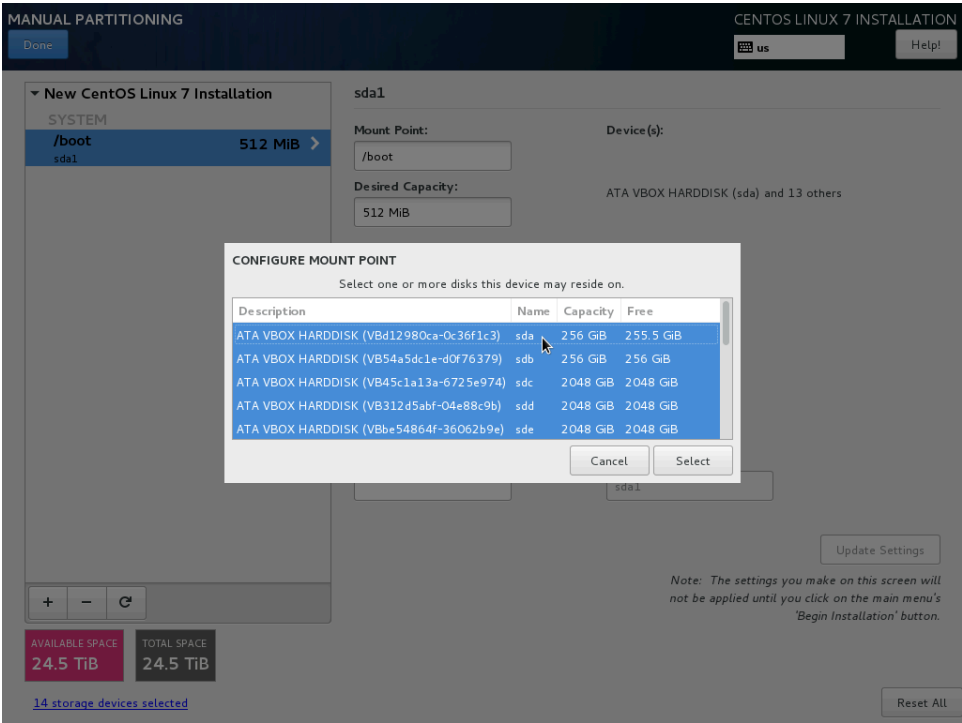 MANUAL PARTITIONING
CENTOS LINUX 7 INSTALLATION
Done
us
Help!
New CentOS Linux 7 Installation
SYSTEM
/boot
512 MiB
sda1
sda1
Mount Point:
Device(s):
/boot
Desired Capacity:
ATA VBOX HARDDISK (sda) and 13 others
512 MiB
CONFIGURE MOUNT POINT
Select one or more disks this device may reside on.
Description Name Capacity Free
ATA VBOX HARDDISK (VBd12980ca-0c36f1c3) sda 256 GiB 255.5 GiB
ATA VBOX HARDDISK (VB54a5dc1e-d0f76379) sdb 256 GiB 256 GiB
ATA VBOX HARDDISK (VB45c1a13a-6725e974) sdc 2048 GiB 2048 GiB
ATA VBOX HARDDISK (VB312d5abf-04e88c9b) sdd 2048 GiB 2048 GiB
ATA VBOX HARDDISK (VBbe54864f-36062b9e) sde 2048 GiB 2048 GiB
Cancel
Select
sda1
Update Settings
Note: The settings you make on this screen will
not be applied until you click on the main menu's
'Begin Installation' button.
AVAILABLE SPACE
24.5 TiB
TOTAL SPACE
24.5 TiB
14 storage devices selected
Reset All